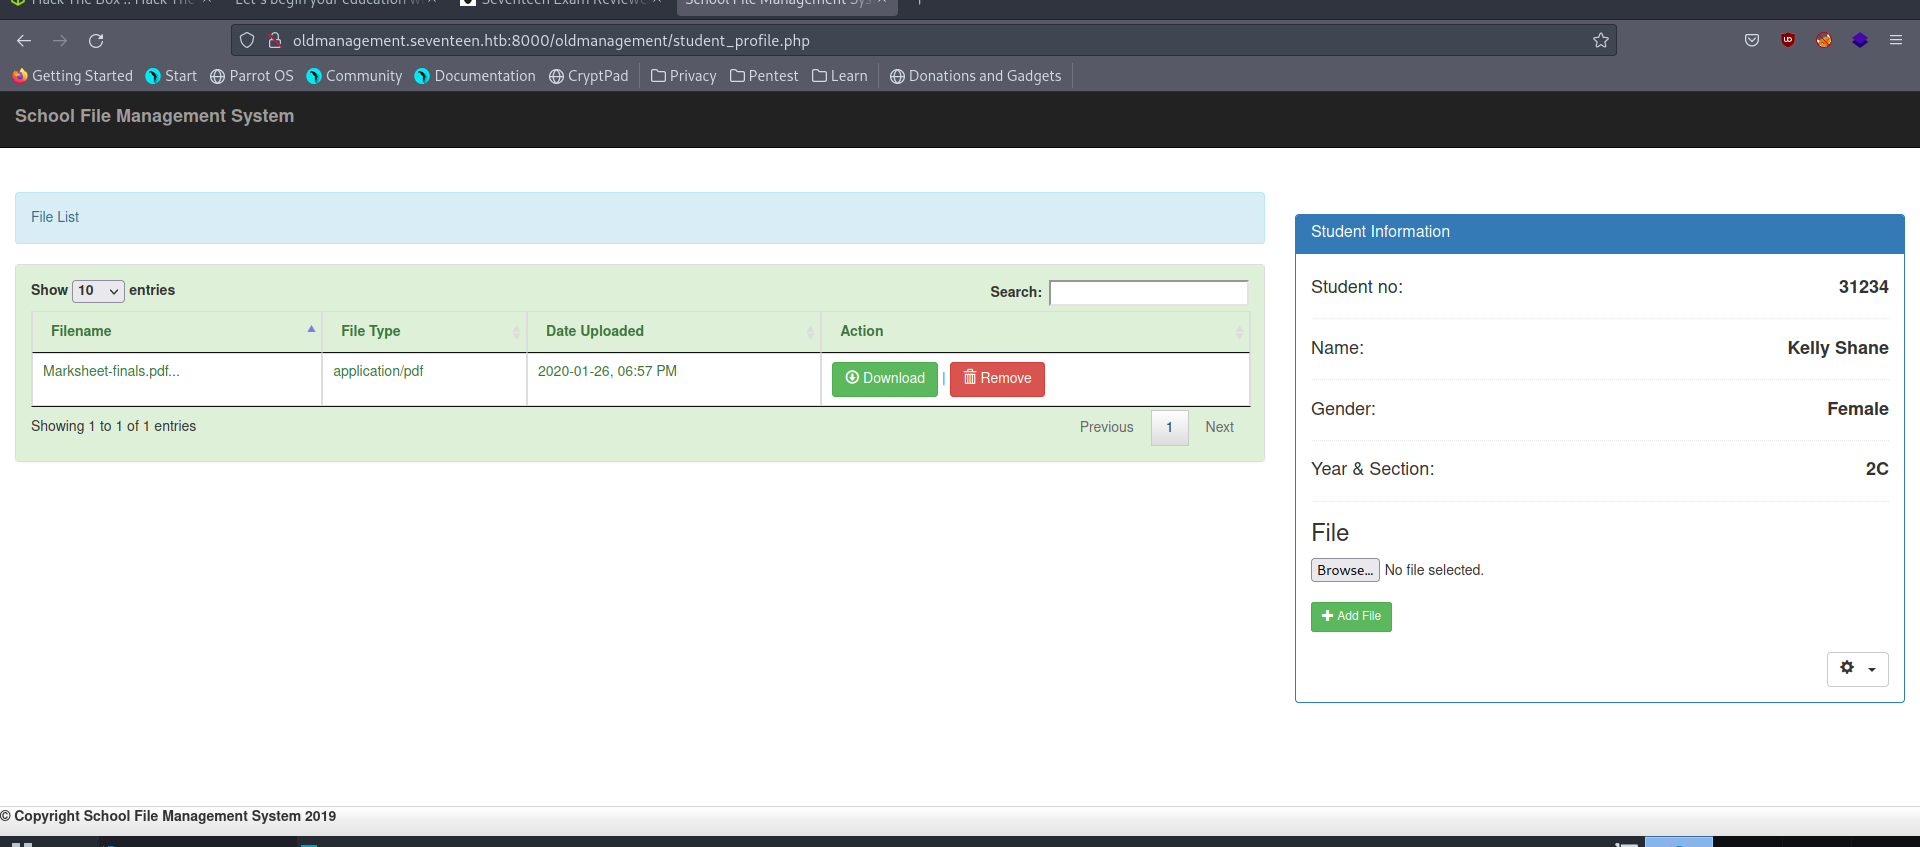 Hack The Box :: Hack The
Let's begin your education w
Seventeen Exam Reviewe
School File Management Sys
oldmanagement.seventeen.htb:8000/oldmanagement/student_profile.php
Getting Started Start Parrot OS Community Documentation CryptPad Privacy Pentest Learn Donations and Gadgets
School File Management System
File List
Show 10 entries Search:
Filename File Type Date Uploaded Action
Marksheet-finals.pdf... application/pdf 2020-01-26, 06:57 PM Download | Remove
Showing 1 to 1 of 1 entries Previous 1 Next
Student Information
Student no: 31234
Name: Kelly Shane
Gender: Female
Year & Section: 2C
File
Browse... No file selected.
Add File
© Copyright School File Management System 2019